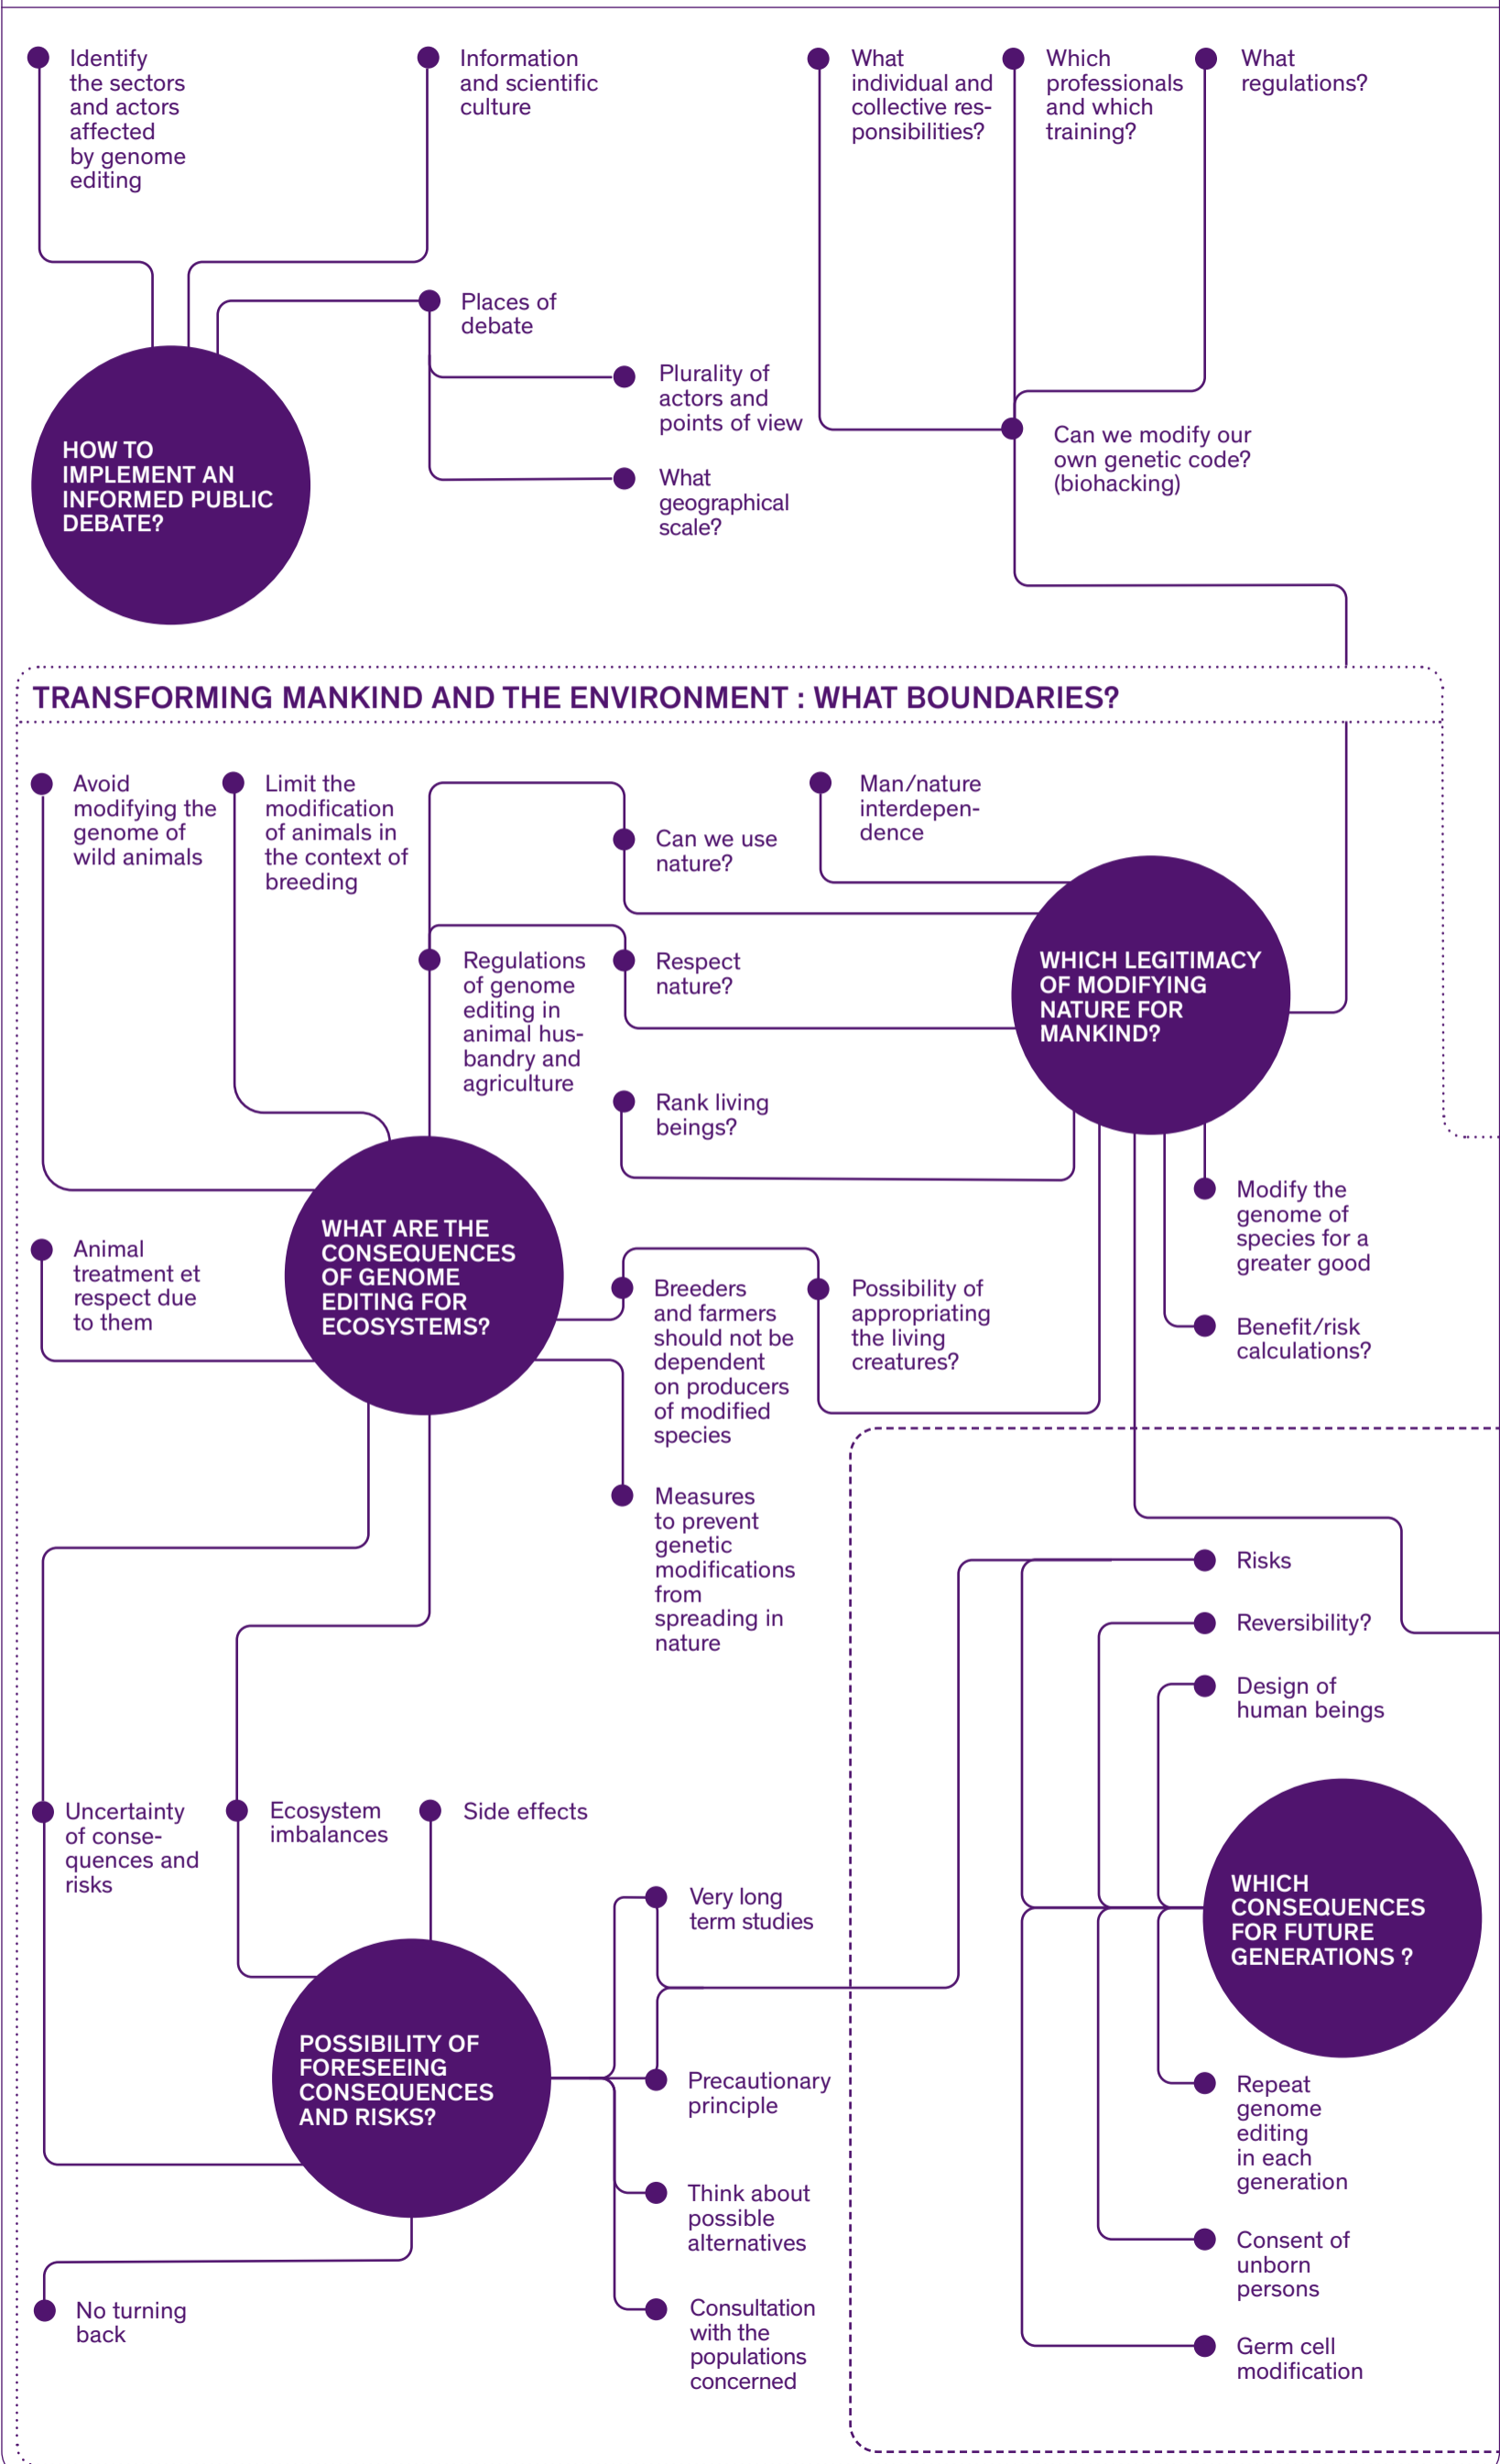 Identify
the sectors
and actors
affected
by genome
editing
Information
and scientific
culture
What
individual and
collective res-
ponsibilities?
Which
professionals
and which
training?
What
regulations?
Places of
debate
Plurality of
actors and
points of view
What
geographical
scale?
HOW TO
IMPLEMENT AN
INFORMED PUBLIC
DEBATE?
Can we modify our
own genetic code?
(biohacking)
TRANSFORMING MANKIND AND THE ENVIRONMENT : WHAT BOUNDARIES?
Avoid
modifying the
genome of
wild animals
Limit the
modification
of animals in
the context of
breeding
Can we use
nature?
Man/nature
interdepen-
dence
Regulations
of genome
editing in
animal hus-
bandry and
agriculture
Respect
nature?
WHICH LEGITIMACY
OF MODIFYING
NATURE FOR
MANKIND?
Rank living
beings?
WHAT ARE THE
CONSEQUENCES
OF GENOME
EDITING FOR
ECOSYSTEMS?
Animal
treatment et
respect due
to them
Breeders
and farmers
should not be
dependent
on producers
of modified
species
Possibility of
appropriating
the living
creatures?
Modify the
genome of
species for a
greater good
Benefit/risk
calculations?
Measures
to prevent
genetic
modifications
from
spreading in
nature
Risks
Reversibility?
Design of
human beings
Uncertainty
of conse-
quences and
risks
Ecosystem
imbalances
Side effects
Very long
term studies
WHICH
CONSEQUENCES
FOR FUTURE
GENERATIONS ?
POSSIBILITY OF
FORESEEING
CONSEQUENCES
AND RISKS?
Precautionary
principle
Repeat
genome
editing
in each
generation
Think about
possible
alternatives
Consent of
unborn
persons
No turning
back
Consultation
with the
populations
concerned
Germ cell
modification